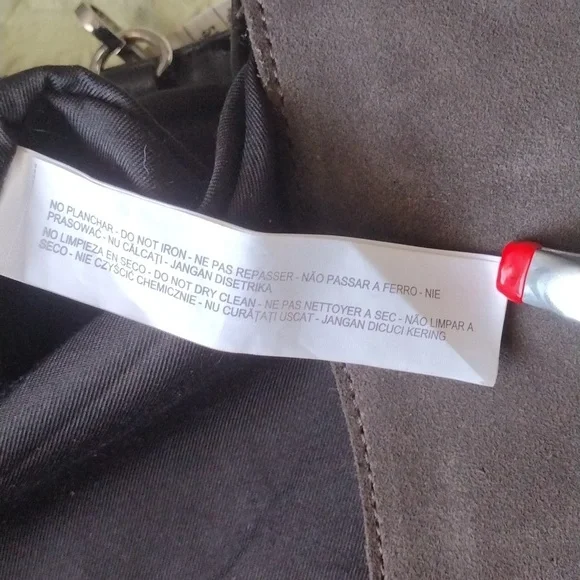 NO PLANCHAR - DO NOT IRON - NE PAS REPASSER - NÃO PASSAR A FERRO - NIE
PRASOWAĆ - NU CĂLCAȚI - JANGAN DISETRIKA
NO LIMPIEZA EN SECO - DO NOT DRY CLEAN - NE PAS NETTOYER A SEC - NÃO LIMPAR A
SECO - NIE CZYŚCIĆ CHEMICZNIE - NU CURĂȚAȚI USCAT - JANGAN DICUCI KERING